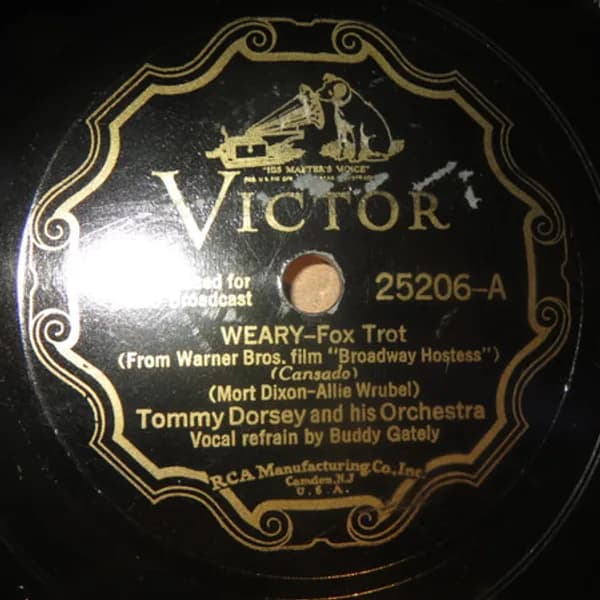 "HIS MASTER'S VOICE"
VICTOR
for
Broadcast
25206-A
WEARY-Fox Trot
(From Warner Bros. film "Broadway Hostess")
(Cansado)
(Mort Dixon-Allie Wrubel)
Tommy Dorsey and his Orchestra
Vocal refrain by Buddy Gately
RCA Manufacturing Co., Inc.
Camden, N.J.
U.S.A.